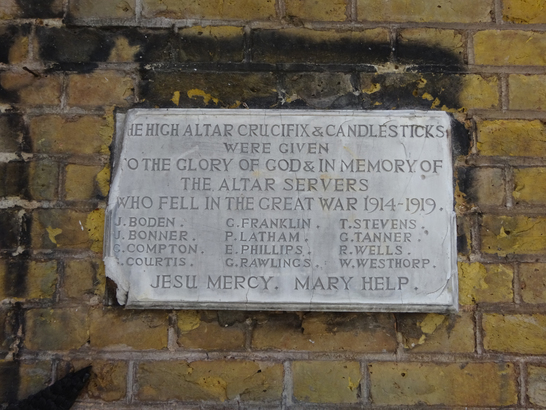 HE HIGH ALTAR CRUCIFIX & CANDLESTICKS
WERE GIVEN
TO THE GLORY OF GOD & IN MEMORY OF
THE ALTAR SERVERS
WHO FELL IN THE GREAT WAR 1914-1919.
J. BODEN. C. FRANKLIN. T. STEVENS.
J. BONNER. P. LATHAM. G. TANNER.
C. COMPTON. E. PHILLIPS. R. WELLS.
C. COURTIS. G. RAWLINGS. W. WESTHORP.
JESU MERCY. MARY HELP.